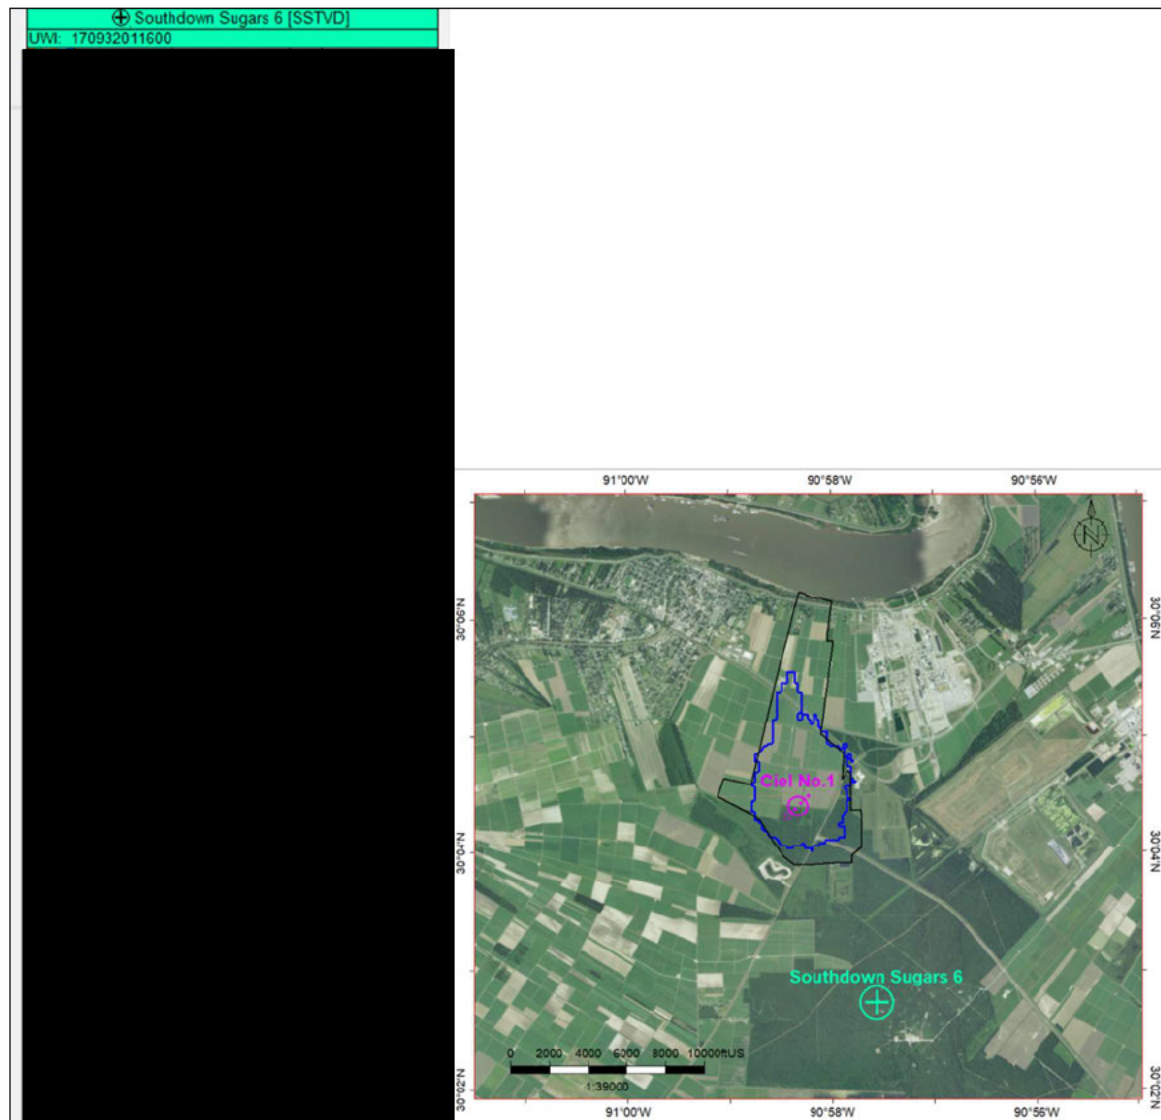 Southdown Sugars 6 [SSTVD]
UWI: 170932011600
91°00'W 90°58'W 90°56'W
N
30°06'N 30°06'N
Ciel No.1
30°04'N 30°04'N
Southdown Sugars 6
0 2000 4000 6000 8000 10000ftUS
1:39000
30°02'N 30°02'N
91°00'W 90°58'W 90°56'W